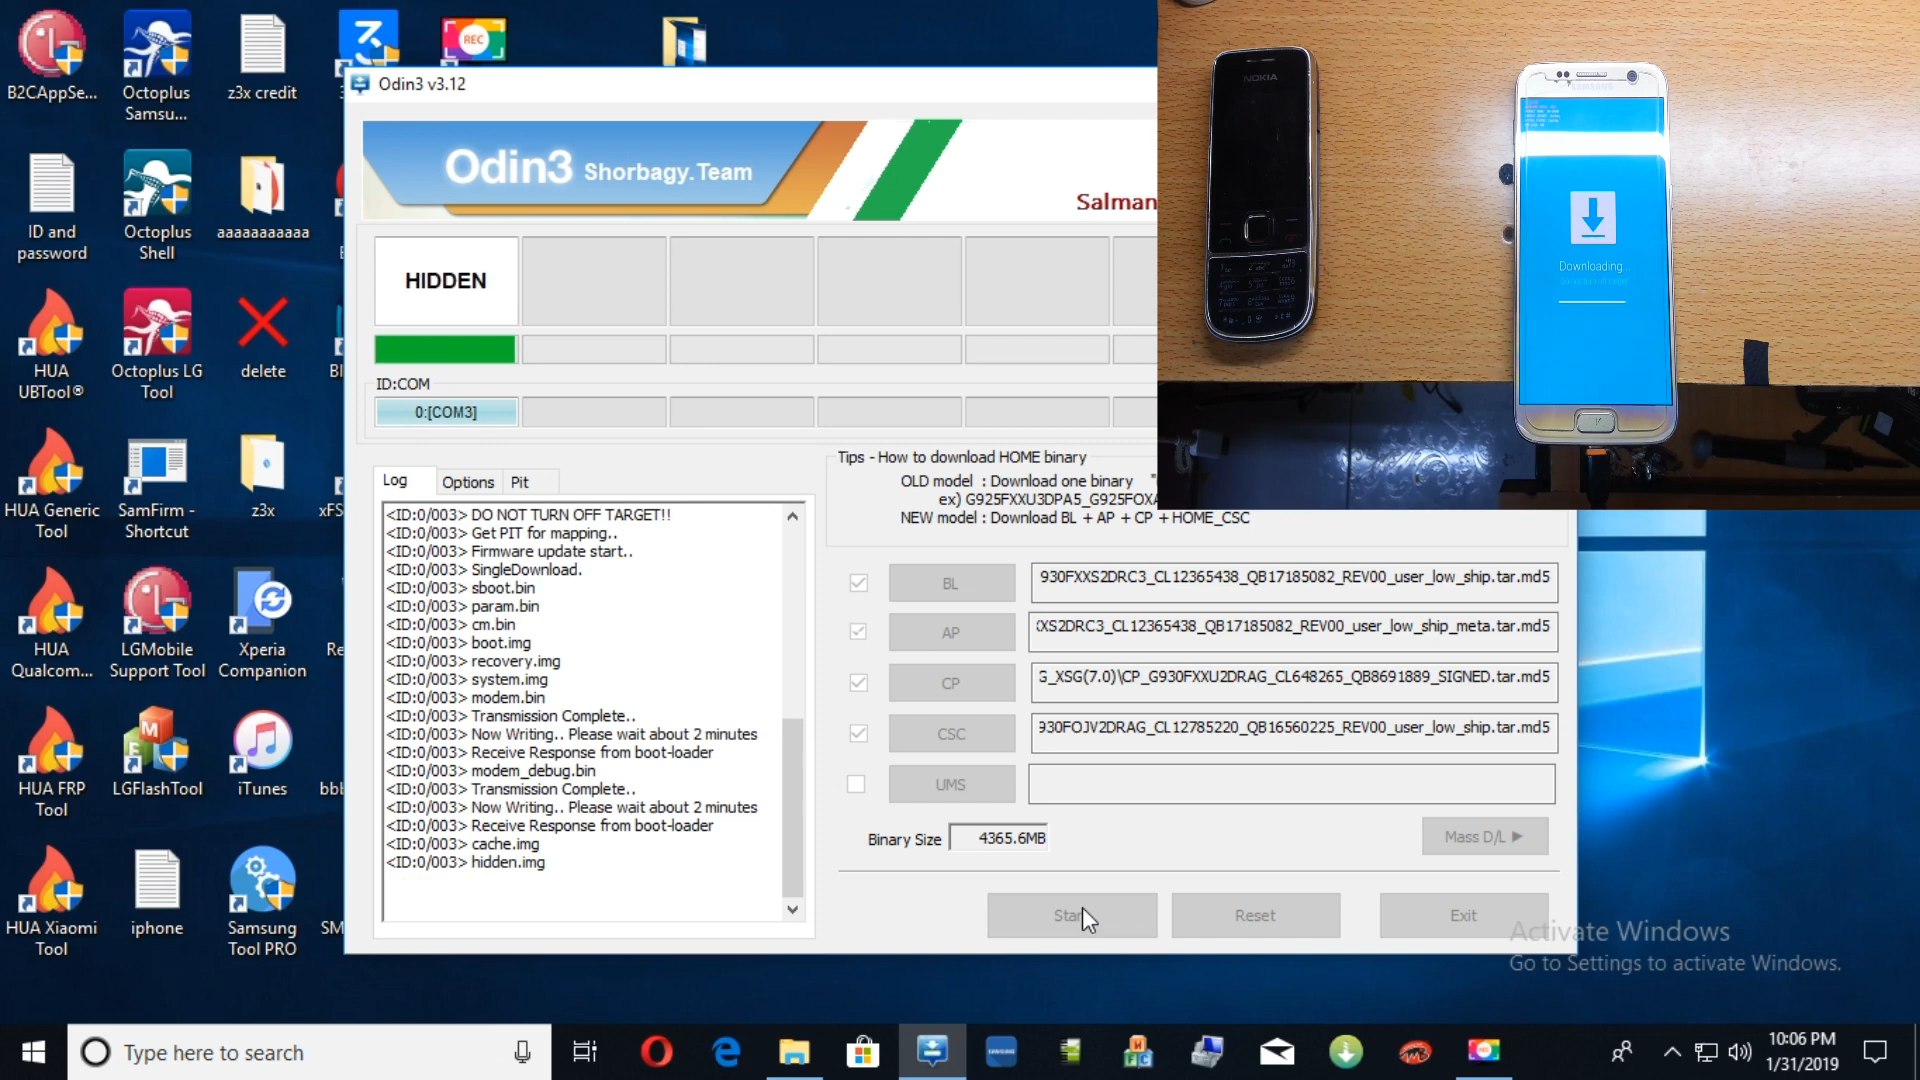 B2CAppSe...
Octoplus
Samsu...
z3x credit
REC
ID and
password
Octoplus
Shell
aaaaaaaaaaa
HUA
UBTool®
Octoplus LG
Tool
delete
HUA Generic
Tool
SamFirm -
Shortcut
z3x
HUA
Qualcom...
LGMobile
Support Tool
Xperia
Companion
HUA FRP
Tool
LGFlashTool
iTunes
HUA Xiaomi
Tool
iphone
Samsung
Tool PRO
Odin3 v3.12
Odin3 Shorbagy.Team
Salman
HIDDEN
ID:COM
0:[COM3]
Log
Options
Pit
<ID:0/003> DO NOT TURN OFF TARGET!!
<ID:0/003> Get PIT for mapping..
<ID:0/003> Firmware update start..
<ID:0/003> SingleDownload.
<ID:0/003> sboot.bin
<ID:0/003> param.bin
<ID:0/003> cm.bin
<ID:0/003> boot.img
<ID:0/003> recovery.img
<ID:0/003> system.img
<ID:0/003> modem.bin
<ID:0/003> Transmission Complete..
<ID:0/003> Now Writing.. Please wait about 2 minutes
<ID:0/003> Receive Response from boot-loader
<ID:0/003> modem_debug.bin
<ID:0/003> Transmission Complete..
<ID:0/003> Now Writing.. Please wait about 2 minutes
<ID:0/003> Receive Response from boot-loader
<ID:0/003> cache.img
<ID:0/003> hidden.img
Tips - How to download HOME binary
OLD model : Download one binary
ex) G925FXXU3DPA5_G925FOXA
NEW model : Download BL + AP + CP + HOME_CSC
BL
930FXXS2DRC3_CL12365438_QB17185082_REV00_user_low_ship.tar.md5
AP
XS2DRC3_CL12365438_QB17185082_REV00_user_low_ship_meta.tar.md5
CP
G_XSG(7.0)\CP_G930FXXU2DRAG_CL648265_QB8691889_SIGNED.tar.md5
CSC
930FOJV2DRAG_CL12785220_QB16560225_REV00_user_low_ship.tar.md5
UMS
Binary Size
4365.6MB
Mass D/L
Reset
Exit
NOKIA
SAMSUNG
Downloading...
Activate Windows
Go to Settings to activate Windows.
Type here to search
10:06 PM
1/31/2019